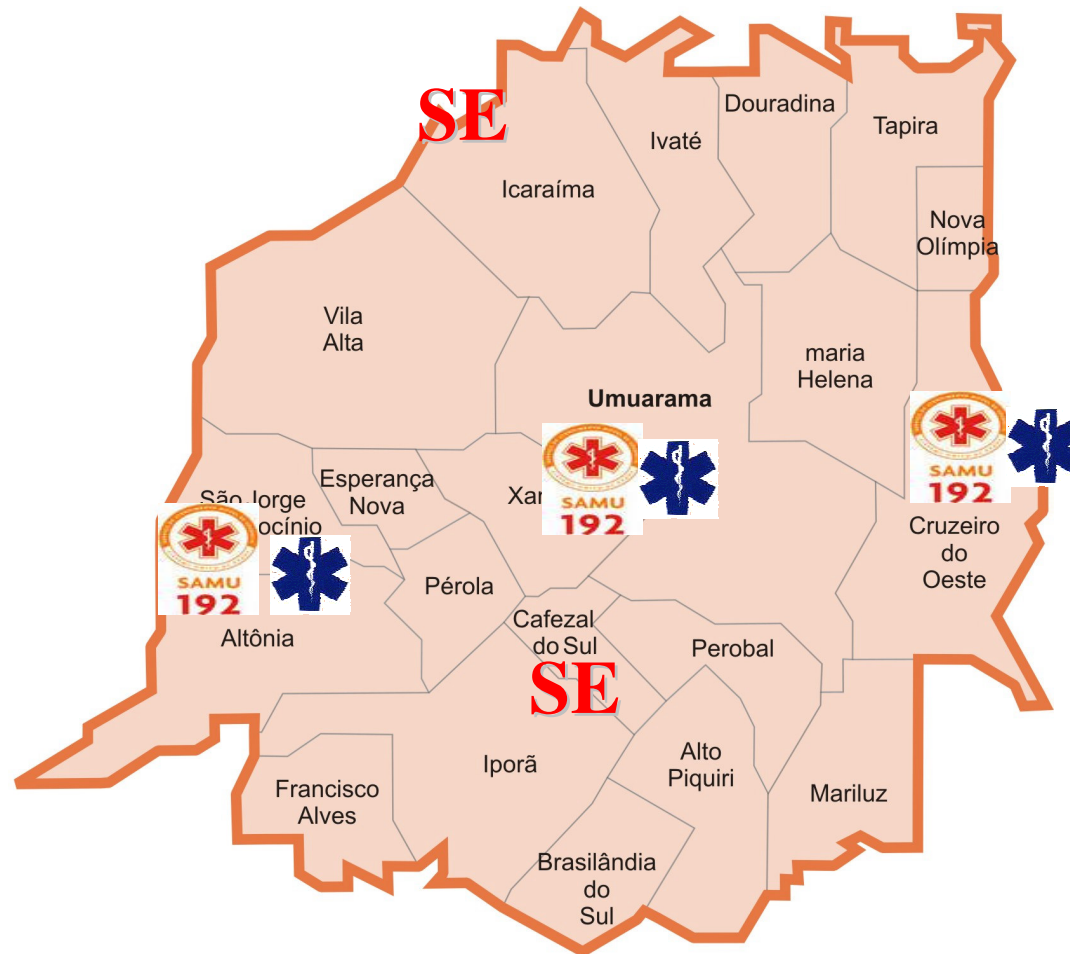 SE
Douradina
Tapira
Ivaté
Icaraíma
Nova
Olímpia
Vila
Alta
maria
Helena
Umuarama
SAMU
192
SAMU
192
Esperança
Nova
São Jorge
SAMU
192
Cruzeiro
do
Oeste
Pérola
Cafezal
do Sul
Altônia
Perobal
SE
Iporã
Alto
Piquiri
Francisco
Alves
Mariluz
Brasilândia
do
Sul